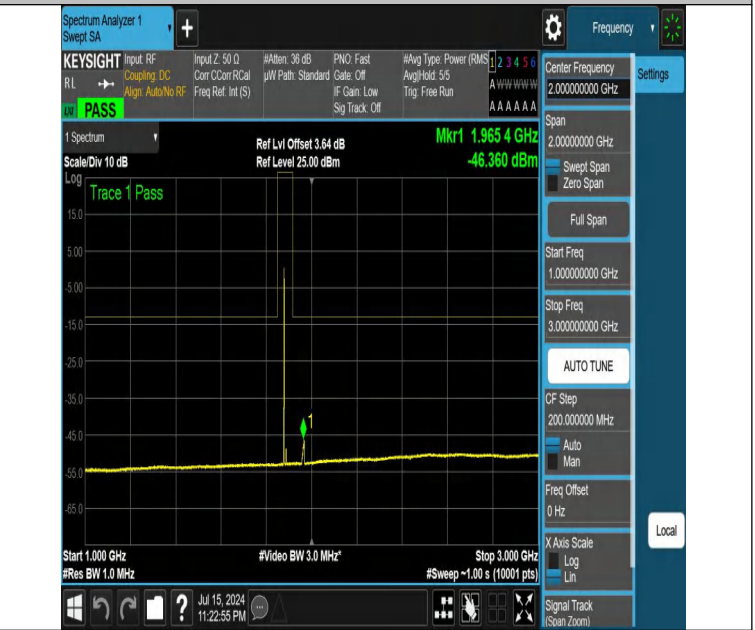 Spectrum Analyzer 1
Swept SA
+
Frequency
KEYSIGHT
RL
PASS
Input: RF
Coupling: DC
Align: Auto/No RF
Input Z: 50 Ω
Corr CCorr RCal
Freq Ref: Int (S)
#Atten: 36 dB
µW Path: Standard
PNO: Fast
Gate: Off
IF Gain: Low
Sig Track: Off
#Avg Type: Power (RMS
Avg|Hold: 5/5
Trig: Free Run
1 2 3 4 5 6
A W W W W W
A A A A A A
Center Frequency
2.000000000 GHz
Settings
Span
2.00000000 GHz
Swept Span
Zero Span
Full Span
Start Freq
1.000000000 GHz
Stop Freq
3.000000000 GHz
AUTO TUNE
CF Step
200.000000 MHz
Auto
Man
Freq Offset
0 Hz
X Axis Scale
Log
Lin
Signal Track
(Span Zoom)
Local
1 Spectrum
Scale/Div 10 dB
Log
Ref Lvl Offset 3.64 dB
Ref Level 25.00 dBm
Mkr1 1.965 4 GHz
-46.360 dBm
Trace 1 Pass
15.0
5.00
-5.00
-15.0
-25.0
-35.0
-45.0
-55.0
-65.0
1
Start 1.000 GHz
#Res BW 1.0 MHz
#Video BW 3.0 MHz*
Stop 3.000 GHz
#Sweep ~1.00 s (10001 pts)
?
Jul 15, 2024
11:22:55 PM